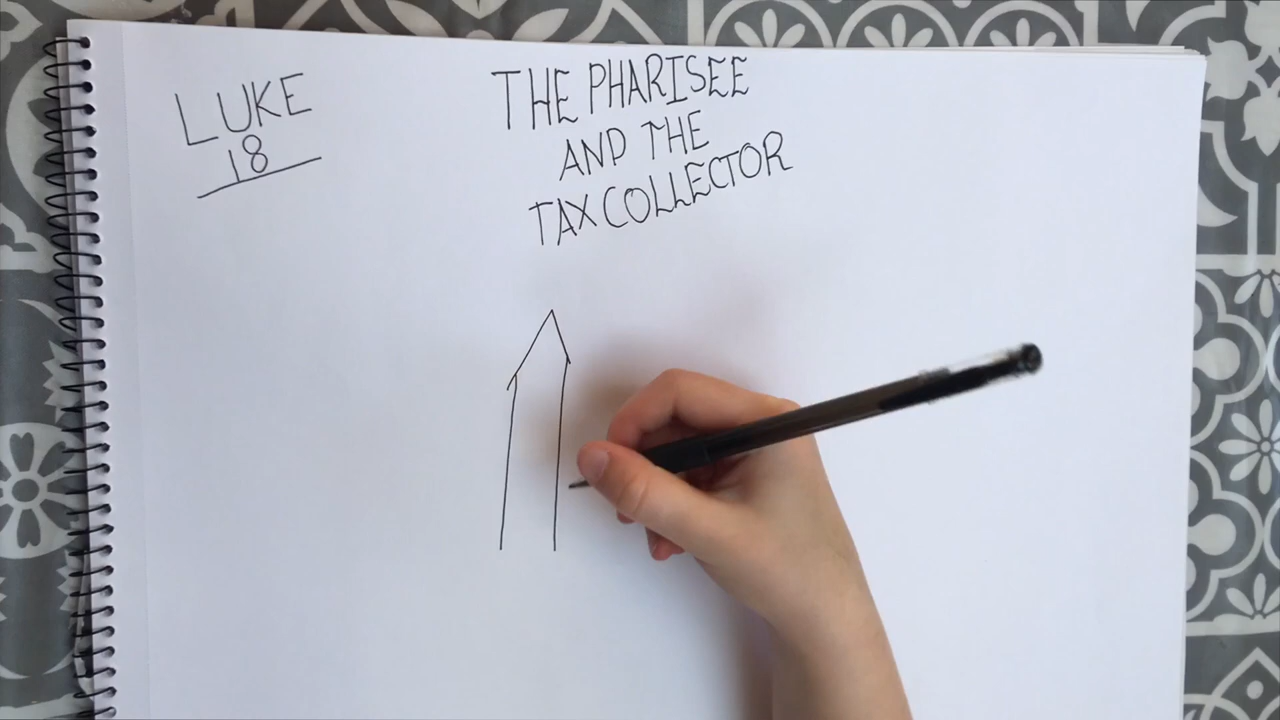 LUKE
18
THE PHARISEE
AND THE
TAX COLLECTOR